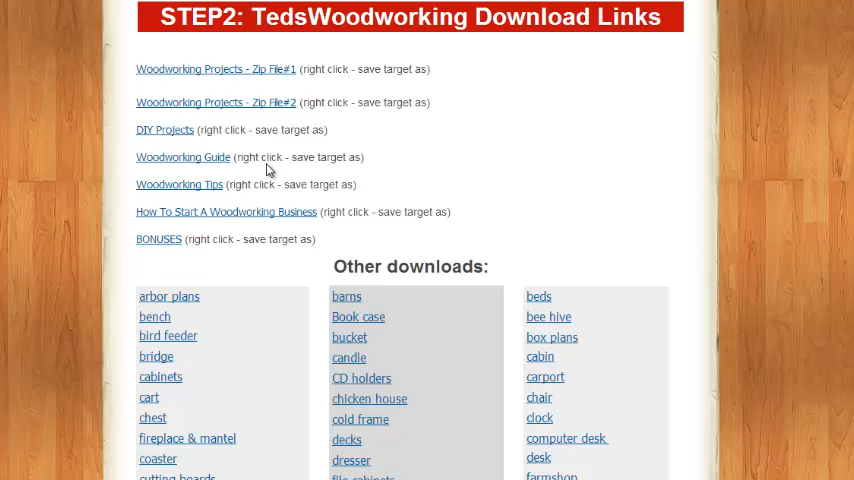 STEP2: TedsWoodworking Download Links
Woodworking Projects - Zip File#1 (right click - save target as)
Woodworking Projects - Zip File#2 (right click - save target as)
DIY Projects (right click - save target as)
Woodworking Guide (right click - save target as)
Woodworking Tips (right click - save target as)
How To Start A Woodworking Business (right click - save target as)
BONUSES (right click - save target as)
Other downloads:
arbor plans
bench
bird feeder
bridge
cabinets
cart
chest
fireplace & mantel
coaster
cutting boards
barns
Book case
bucket
candle
CD holders
chicken house
cold frame
decks
dresser
file cabinets
beds
bee hive
box plans
cabin
carport
chair
clock
computer desk
desk
farmshop